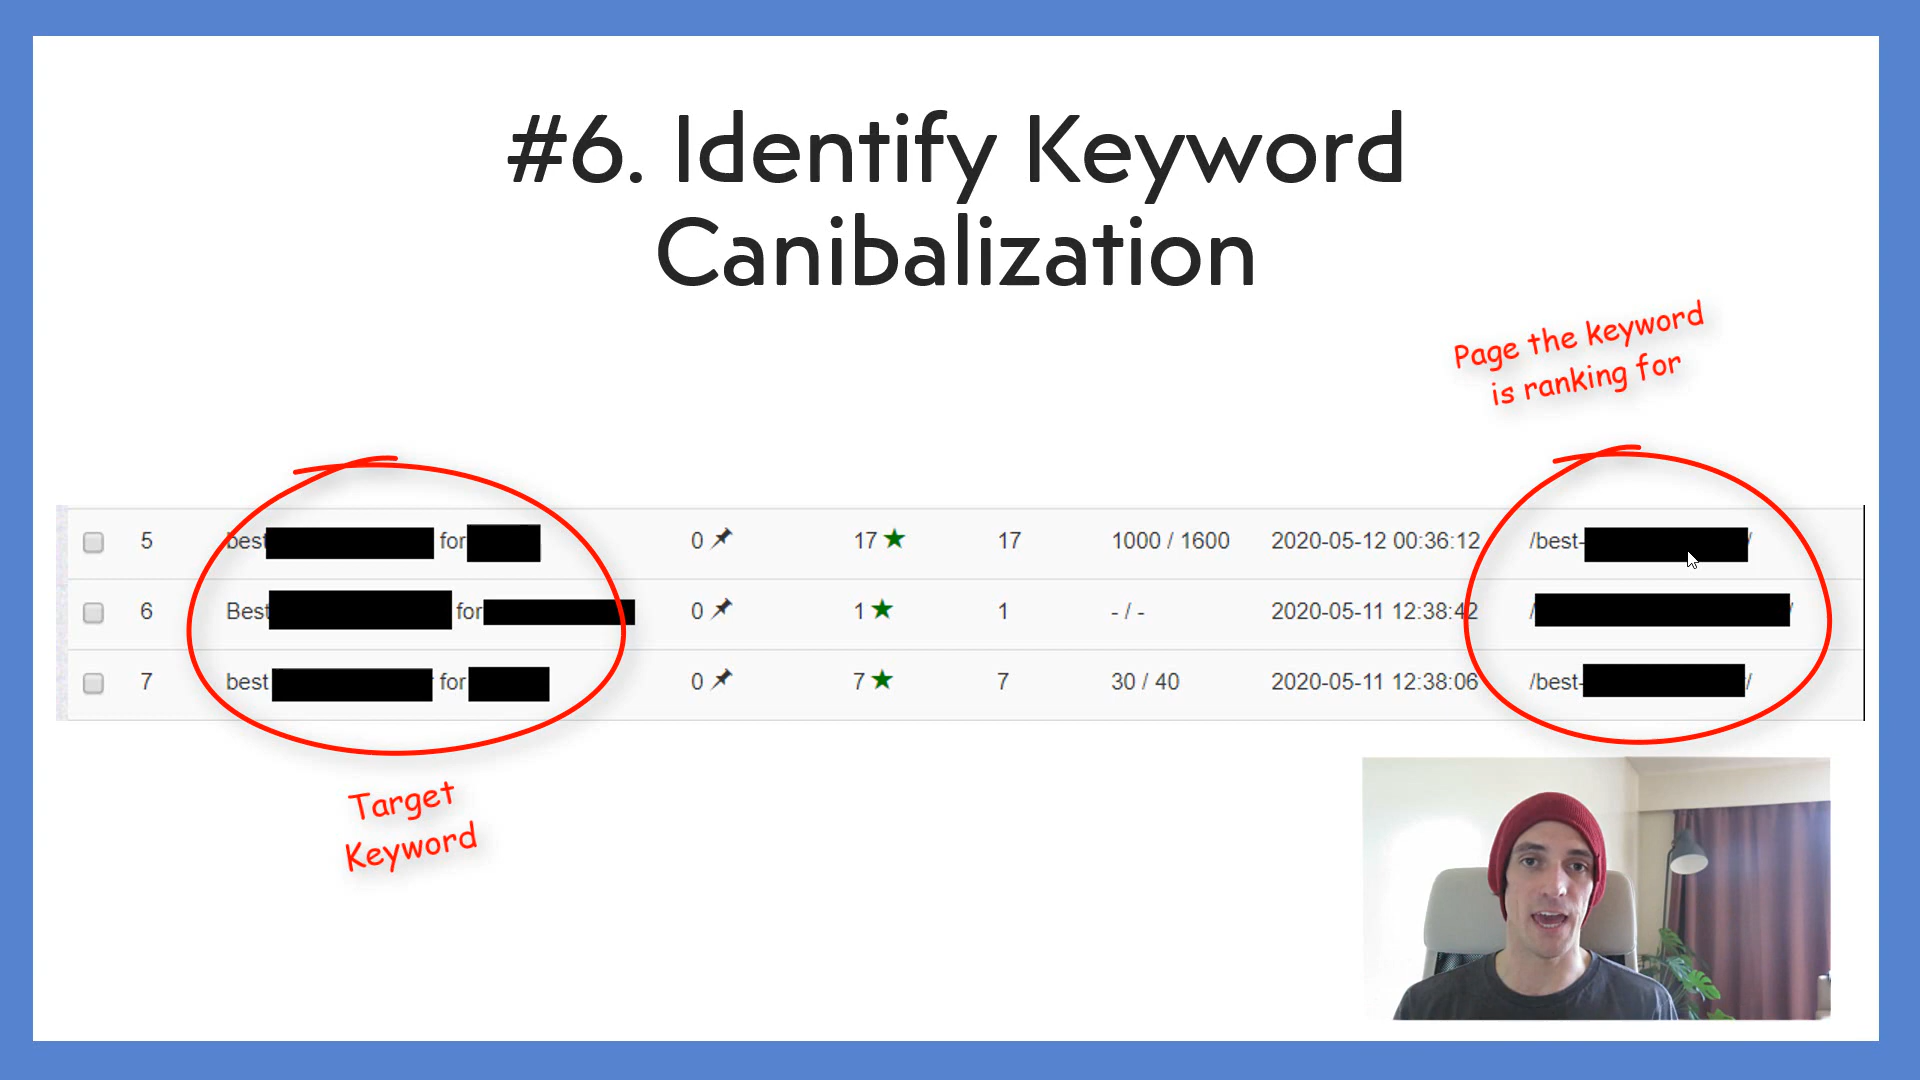 #6. Identify Keyword
Canibalization
Page the keyword
is ranking for
5 best for 0 17 17 1000 / 1600 2020-05-12 00:36:12 /best- /
6 Best for 0 1 1 - / - 2020-05-11 12:38:42 / /
7 best for 0 7 7 30 / 40 2020-05-11 12:38:06 /best- /
Target
Keyword